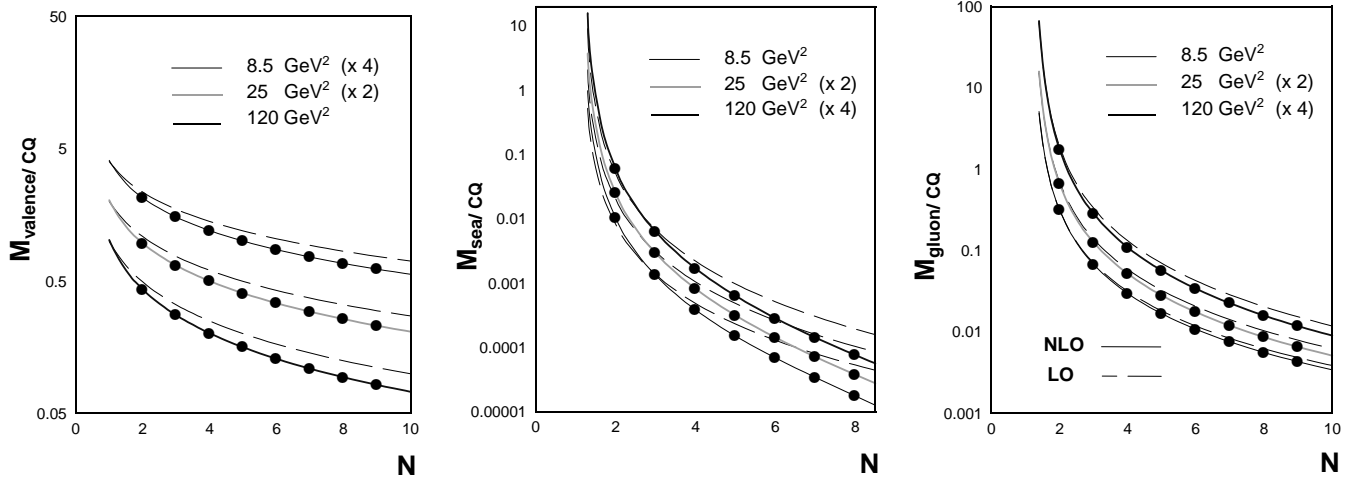 M valence/ CQ
50
5
0.5
0.05
8.5 GeV² (x 4)
25 GeV² (x 2)
120 GeV²
0 2 4 6 8 10
N
M sea/ CQ
10
1
0.1
0.01
0.001
0.0001
0.00001
8.5 GeV²
25 GeV² (x 2)
120 GeV² (x 4)
0 2 4 6 8
N
M gluon/ CQ
100
10
1
0.1
0.01
0.001
8.5 GeV²
25 GeV² (x 2)
120 GeV² (x 4)
NLO
LO
0 2 4 6 8 10
N